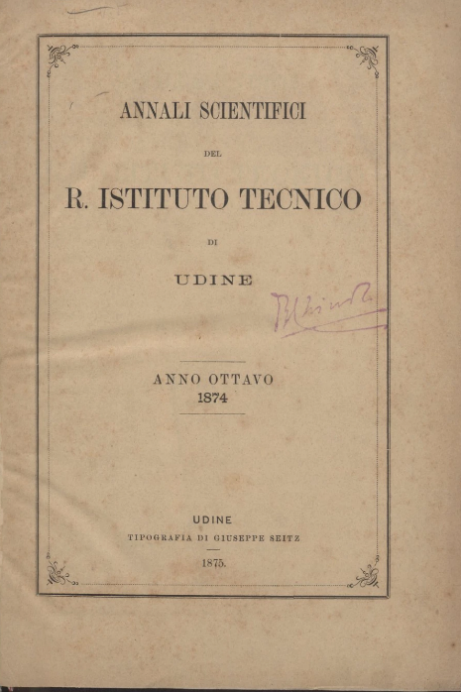 ANNALI SCIENTIFICI
DEL
R. ISTITUTO TECNICO
DI
UDINE
ANNO OTTAVO
1874
UDINE
TIPOGRAFIA DI GIUSEPPE SEITZ
1875.